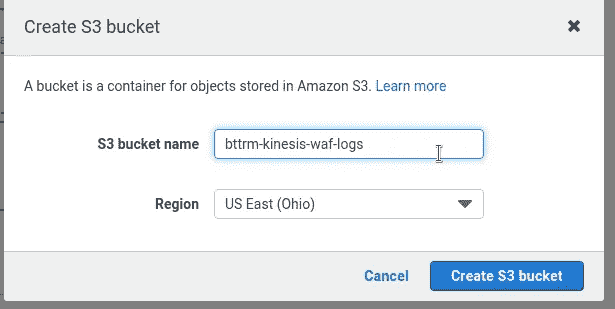 Create S3 bucket
A bucket is a container for objects stored in Amazon S3. Learn more
S3 bucket name bttrm-kinesis-waf-logs
Region US East (Ohio)
Cancel Create S3 bucket